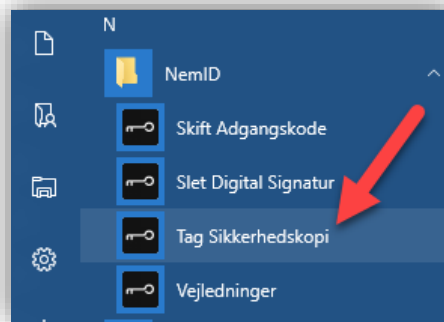 N
NemID
Skift Adgangskode
Slet Digital Signatur
Tag Sikkerhedskopi
Vejledninger